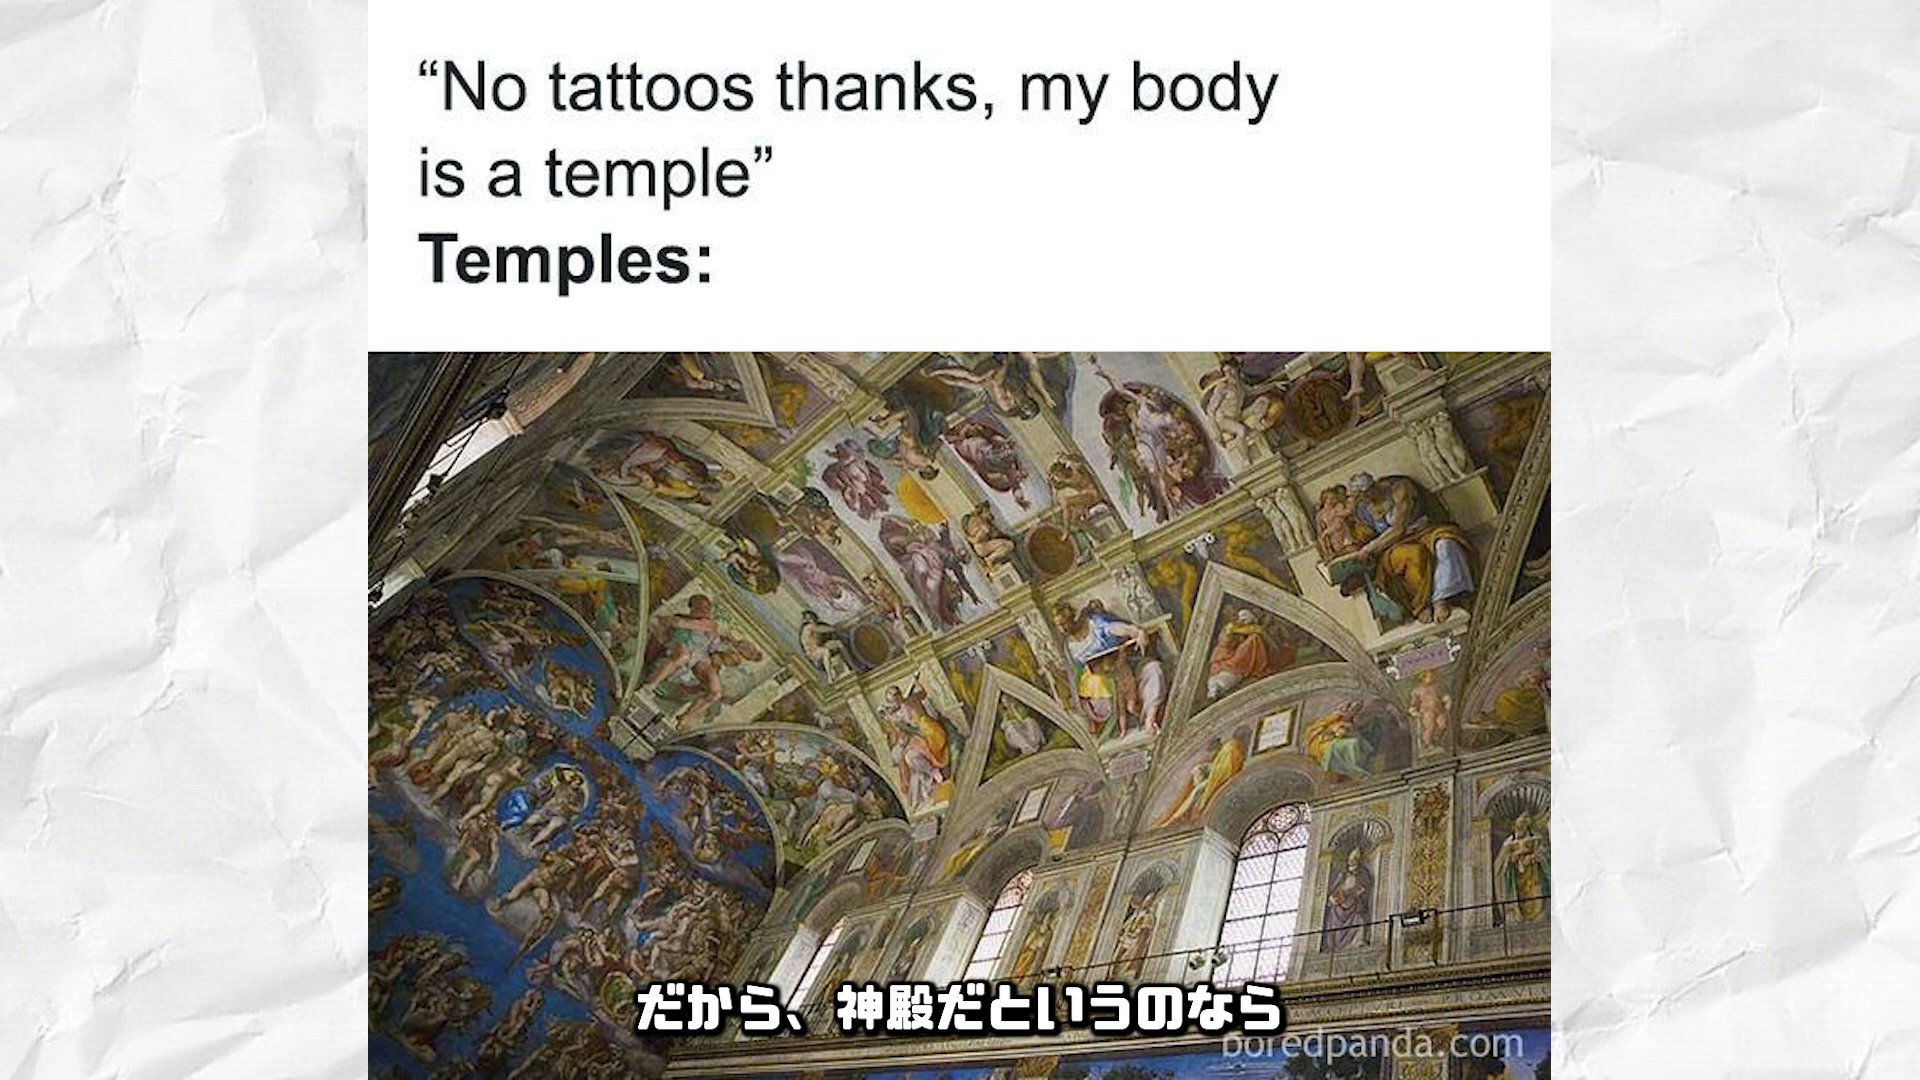 “No tattoos thanks, my body
is a temple”
Temples:
だから、神殿だというのなら
boredpanda.com